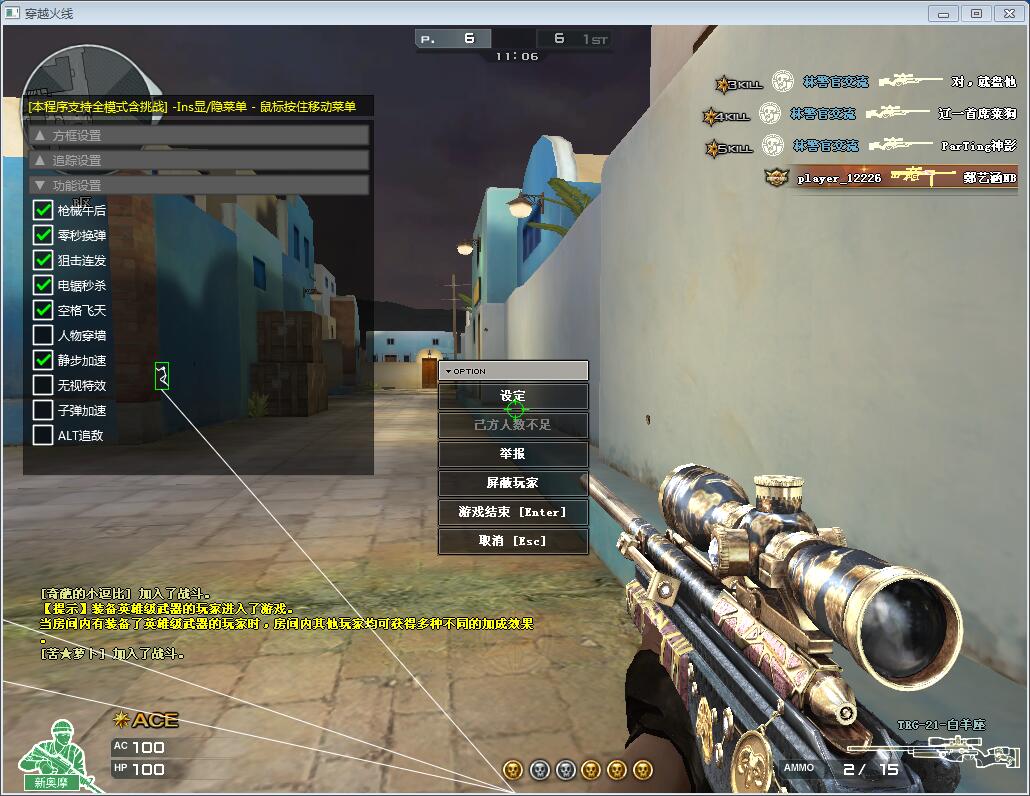 穿越火线
P. 6
6 1ST
11:06
[本程序支持全模式含挑战] -Ins显/隐菜单 - 鼠标按住移动菜单
▲ 方框设置
▲ 追踪设置
▼ 功能设置
枪械午后
零秒换弹
狙击连发
电锯秒杀
空格飞天
人物穿墙
静步加速
无视特效
子弹加速
ALT追敌
3KILL 林警官交流 对，就盘他
4KILL 林警官交流 辽一首席菜狗
5KILL 林警官交流 ParTing神影
player_12226 鄭艺涵NB
OPTION
设定
己方人数不足
举报
屏蔽玩家
游戏结束 [Enter]
取消 [Esc]
[奇葩的小逗比] 加入了战斗。
【提示】装备英雄级武器的玩家进入了游戏。
当房间内有装备了英雄级武器的玩家时，房间内其他玩家均可获得多种不同的加成效果
。
[苦★萝卜] 加入了战斗。
ACE
AC 100
HP 100
新奥摩
TRG-21-白羊座
AMMO 2/ 15